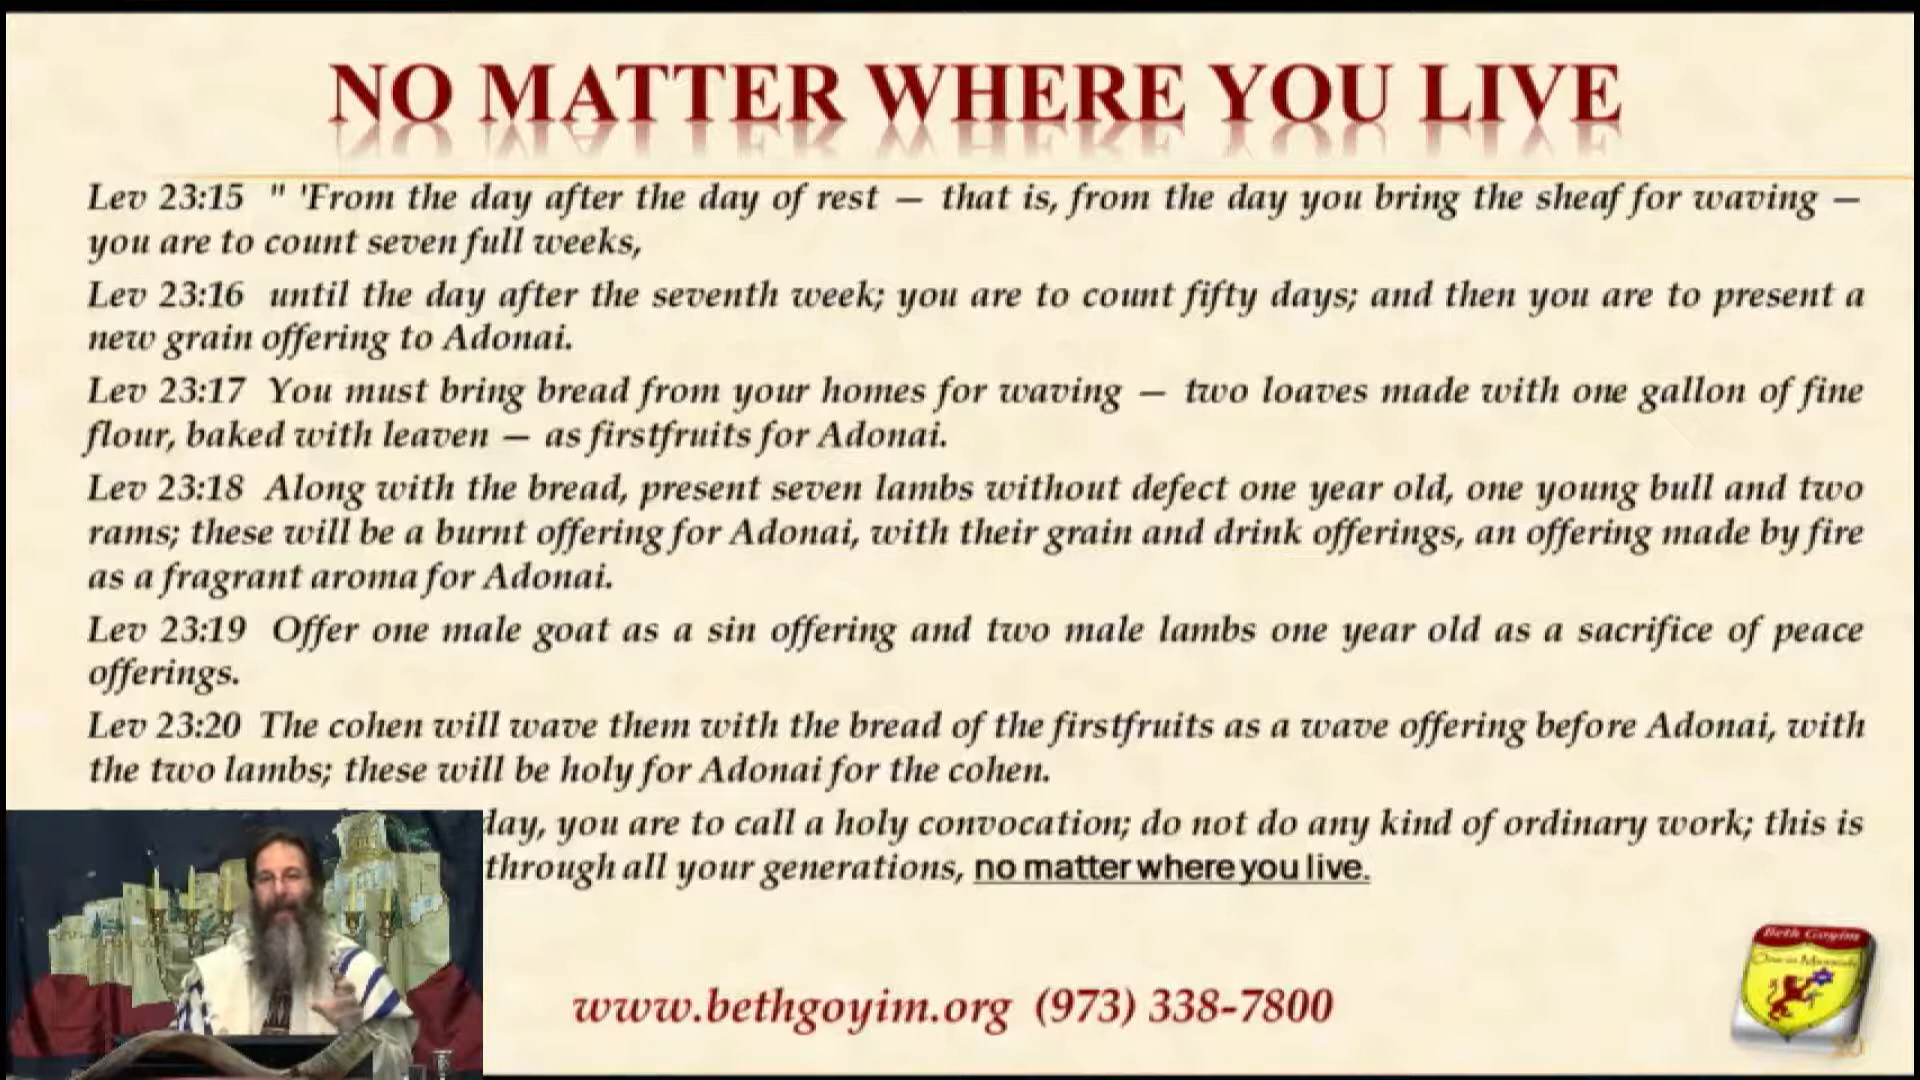 NO MATTER WHERE YOU LIVE
Lev 23:15 " 'From the day after the day of rest — that is, from the day you bring the sheaf for waving —
you are to count seven full weeks,
Lev 23:16 until the day after the seventh week; you are to count fifty days; and then you are to present a
new grain offering to Adonai.
Lev 23:17 You must bring bread from your homes for waving — two loaves made with one gallon of fine
flour, baked with leaven — as firstfruits for Adonai.
Lev 23:18 Along with the bread, present seven lambs without defect one year old, one young bull and two
rams; these will be a burnt offering for Adonai, with their grain and drink offerings, an offering made by fire
as a fragrant aroma for Adonai.
Lev 23:19 Offer one male goat as a sin offering and two male lambs one year old as a sacrifice of peace
offerings.
Lev 23:20 The cohen will wave them with the bread of the firstfruits as a wave offering before Adonai, with
the two lambs; these will be holy for Adonai for the cohen.
day, you are to call a holy convocation; do not do any kind of ordinary work; this is
through all your generations, no matter where you live.
Beth Goyim
One in Messiah
www.bethgoyim.org (973) 338-7800